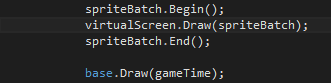 spriteBatch.Begin();
virtualScreen.Draw(spriteBatch);
spriteBatch.End();
base.Draw(gameTime);